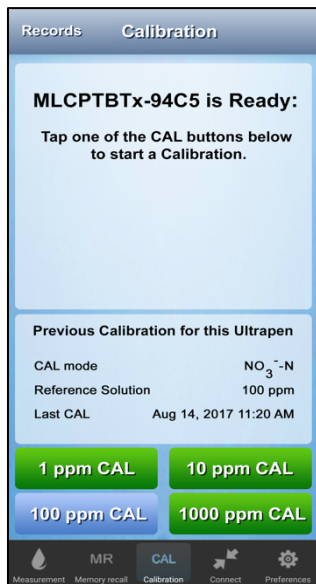 Records Calibration
MLCPTBTx-94C5 is Ready:
Tap one of the CAL buttons below
to start a Calibration.
Previous Calibration for this Ultrapen
CAL mode NO₃⁻-N
Reference Solution 100 ppm
Last CAL Aug 14, 2017 11:20 AM
1 ppm CAL 10 ppm CAL
100 ppm CAL 1000 ppm CAL
MR CAL
Measurement Memory recall Calibration Connect Preferences